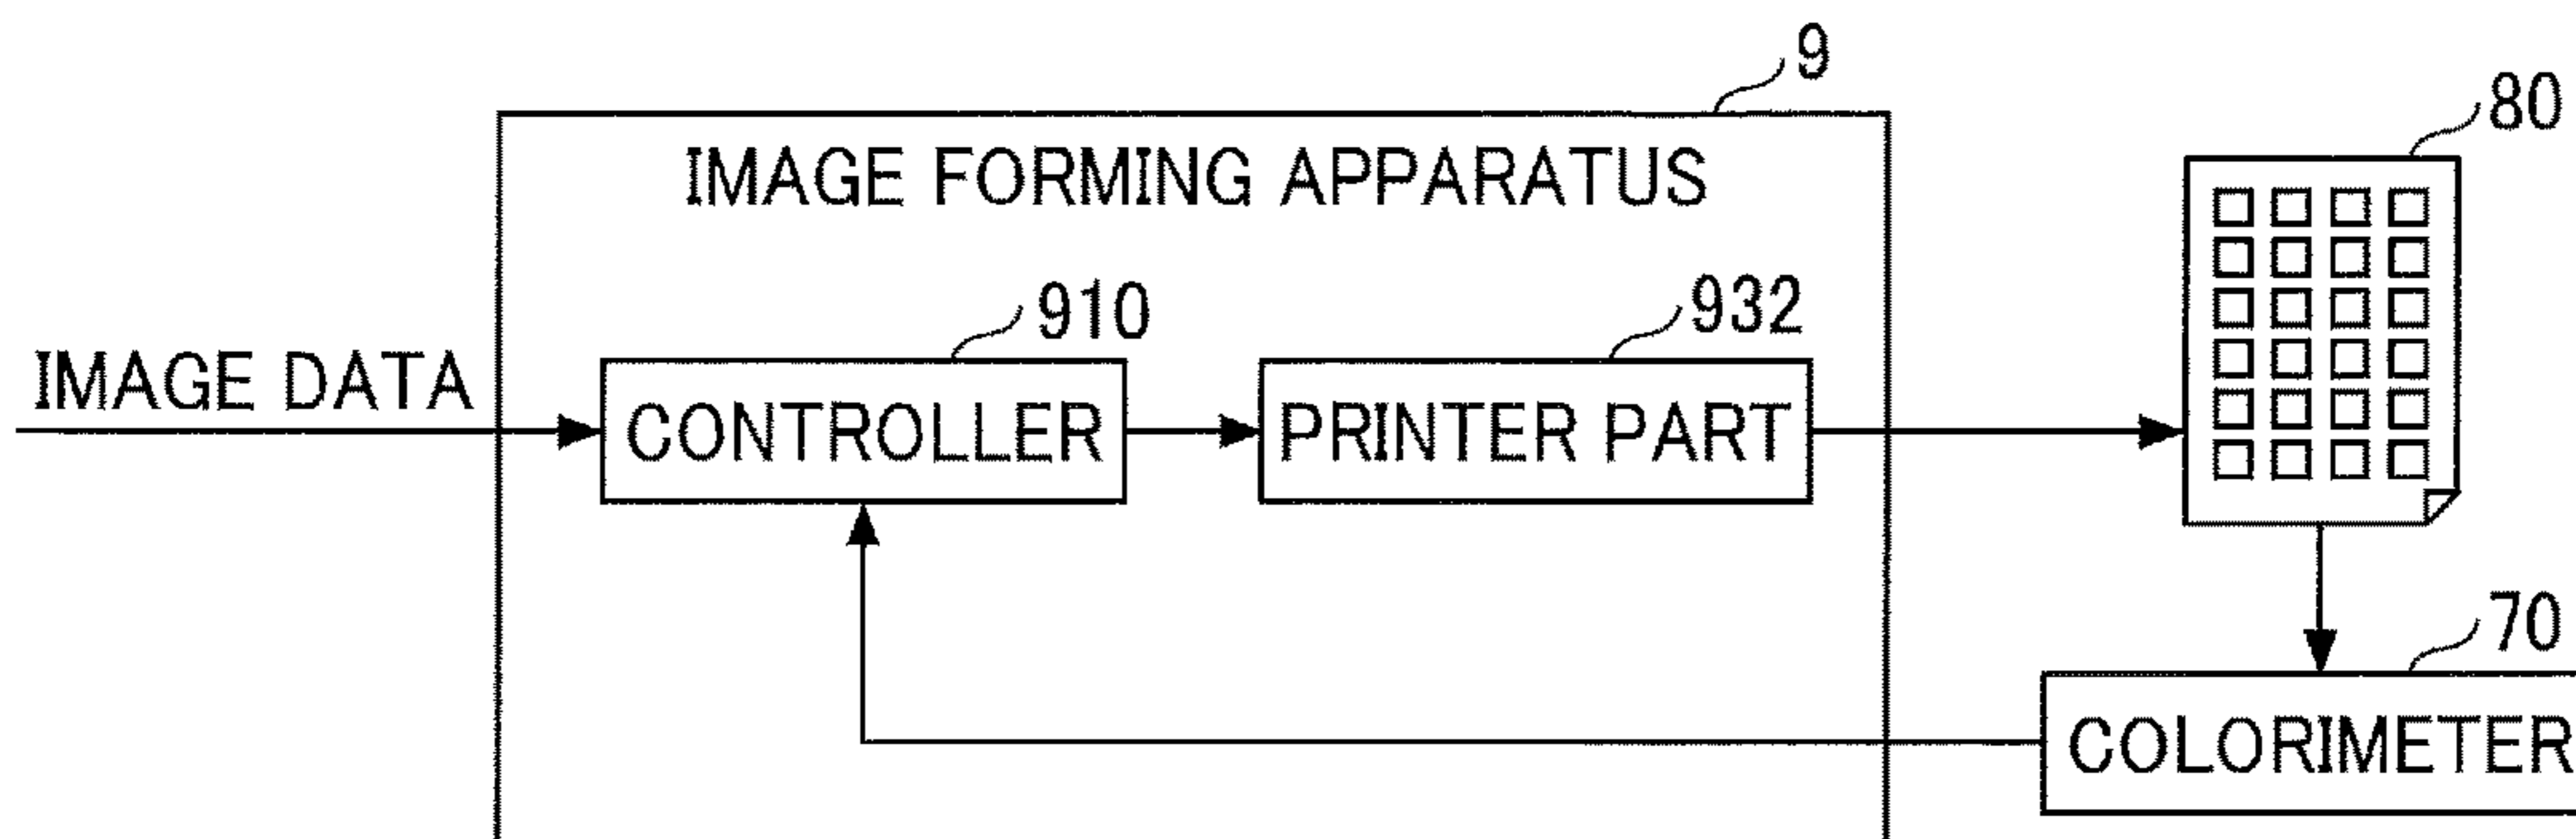 9
80
IMAGE FORMING APPARATUS
910
932
IMAGE DATA
CONTROLLER
PRINTER PART
70
COLORIMETER